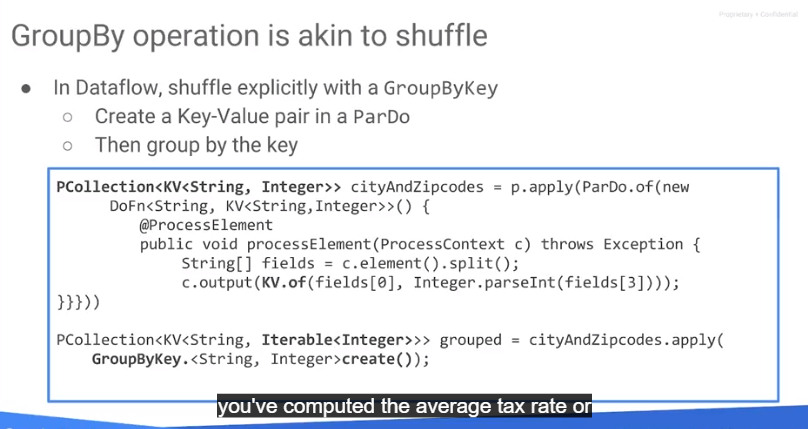 Proprietary + Confidential
GroupBy operation is akin to shuffle
● In Dataflow, shuffle explicitly with a GroupByKey
○ Create a Key-Value pair in a ParDo
○ Then group by the key
PCollection<KV<String, Integer>> cityAndZipcodes = p.apply(ParDo.of(new
DoFn<String, KV<String,Integer>>() {
@ProcessElement
public void processElement(ProcessContext c) throws Exception {
String[] fields = c.element().split();
c.output(KV.of(fields[0], Integer.parseInt(fields[3])));
}}}))
PCollection<KV<String, Iterable<Integer>>> grouped = cityAndZipcodes.apply(
GroupByKey.<String, Integer>create());
you've computed the average tax rate or